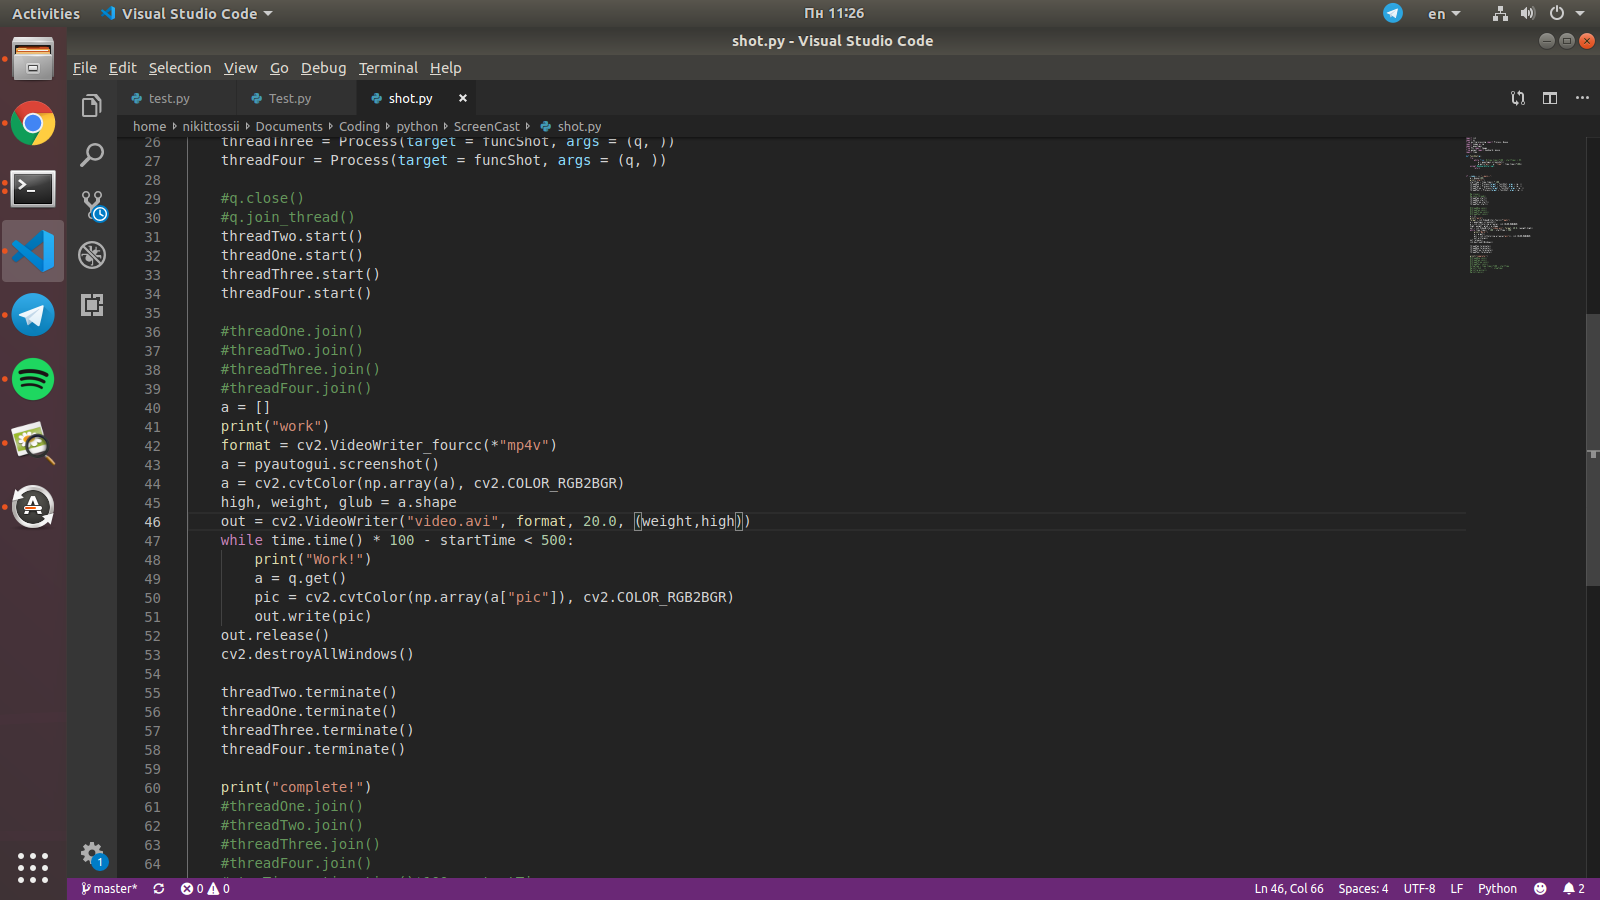 Activities Visual Studio Code Пн 11:26 en
shot.py - Visual Studio Code
File Edit Selection View Go Debug Terminal Help
test.py Test.py shot.py
home nikittossii Documents Coding python ScreenCast shot.py
26 threadThree = Process(target = funcShot, args = (q, ))
27 threadFour = Process(target = funcShot, args = (q, ))
28
29 #q.close()
30 #q.join_thread()
31 threadTwo.start()
32 threadOne.start()
33 threadThree.start()
34 threadFour.start()
35
36 #threadOne.join()
37 #threadTwo.join()
38 #threadThree.join()
39 #threadFour.join()
40 a = []
41 print("work")
42 format = cv2.VideoWriter_fourcc(*"mp4v")
43 a = pyautogui.screenshot()
44 a = cv2.cvtColor(np.array(a), cv2.COLOR_RGB2BGR)
45 high, weight, glub = a.shape
46 out = cv2.VideoWriter("video.avi", format, 20.0, (weight,high))
47 while time.time() * 100 - startTime < 500:
48 print("Work!")
49 a = q.get()
50 pic = cv2.cvtColor(np.array(a["pic"]), cv2.COLOR_RGB2BGR)
51 out.write(pic)
52 out.release()
53 cv2.destroyAllWindows()
54
55 threadTwo.terminate()
56 threadOne.terminate()
57 threadThree.terminate()
58 threadFour.terminate()
59
60 print("complete!")
61 #threadOne.join()
62 #threadTwo.join()
63 #threadThree.join()
64 #threadFour.join()
1
master* 0 0 Ln 46, Col 66 Spaces: 4 UTF-8 LF Python 2